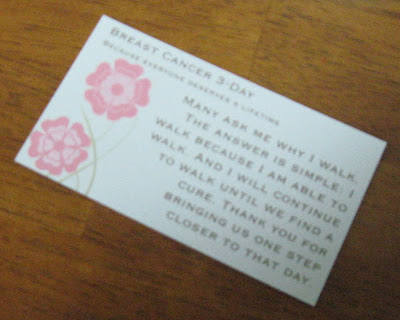 Breast Cancer 3-Day
Because everyone deserves a lifetime
Many ask me why I walk.
The answer is simple: I
walk because I am able to
walk. And I will continue
to walk until we find a
cure. Thank you for
bringing us one step
closer to that day.